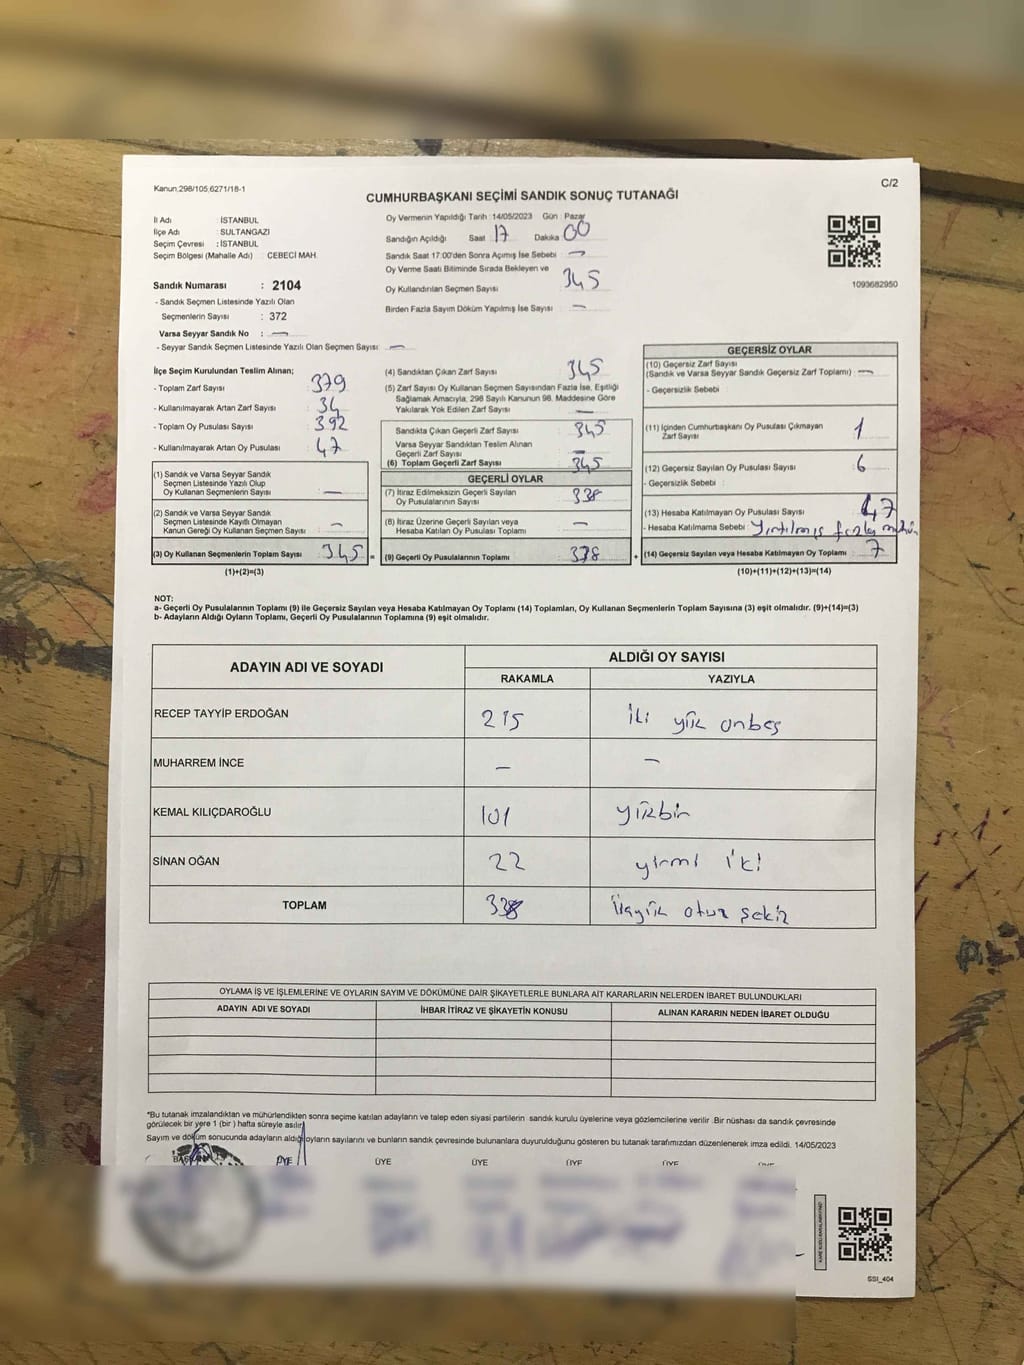 Kanun:298/105,6271/18-1
C/2
CUMHURBAŞKANI SEÇİMİ SANDIK SONUÇ TUTANAĞI
İl Adı : İSTANBUL
İlçe Adı : SULTANGAZİ
Seçim Çevresi : İSTANBUL
Seçim Bölgesi (Mahalle Adı) CEBECİ MAH.
Sandık Numarası : 2104
- Sandık Seçmen Listesinde Yazılı Olan
Seçmenlerin Sayısı : 372
Varsa Seyyar Sandık No : —
- Seyyar Sandık Seçmen Listesinde Yazılı Olan Seçmen Sayısı: —
Oy Vermenin Yapıldığı Tarih :14/05/2023 Gün : Pazar
Sandığın Açıldığı Saat 17 Dakika 00
Sandık Saat 17:00'den Sonra Açımış İse Sebebi : —
Oy Verme Saati Bitiminde Sırada Bekleyen ve
Oy Kullandırılan Seçmen Sayısı 345
Birden Fazla Sayım Döküm Yapılmış İse Sayısı : —
1093682950
İlçe Seçim Kurulundan Teslim Alınan;
- Toplam Zarf Sayısı 379
- Kullanılmayarak Artan Zarf Sayısı 34
- Toplam Oy Pusulası Sayısı 392
- Kullanılmayarak Artan Oy Pusulası 47
(1) Sandık ve Varsa Seyyar Sandık
Seçmen Listesinde Yazılı Olup
Oy Kullanan Seçmenlerin Sayısı : —
(2) Sandık ve Varsa Seyyar Sandık
Seçmen Listesinde Kayıtlı Olmayan
Kanun Gereği Oy Kullanan Seçmen Sayısı : —
(3) Oy Kullanan Seçmenlerin Toplam Sayısı : 345 =
(1)+(2)=(3)
(4) Sandıktan Çıkan Zarf Sayısı : 345
(5) Zarf Sayısı Oy Kullanan Seçmen Sayısından Fazla İse, Eşitliği
Sağlamak Amacıyla, 298 Sayılı Kanunun 98. Maddesine Göre
Yakılarak Yok Edilen Zarf Sayısı : —
Sandıkta Çıkan Geçerli Zarf Sayısı : 345
Varsa Seyyar Sandıktan Teslim Alınan
Geçerli Zarf Sayısı : —
(6) Toplam Geçerli Zarf Sayısı : 345
GEÇERLİ OYLAR
(7) İtiraz Edilmeksizin Geçerli Sayılan
Oy Pusulalarının Sayısı : 338
(8) İtiraz Üzerine Geçerli Sayılan veya
Hesaba Katılan Oy Pusulası Toplamı : —
(9) Geçerli Oy Pusulalarının Toplamı : 338 +
GEÇERSİZ OYLAR
(10) Geçersiz Zarf Sayısı
(Sandık ve Varsa Seyyar Sandık Geçersiz Zarf Toplamı) : —
- Geçersizlik Sebebi :
(11) İçinden Cumhurbaşkanı Oy Pusulası Çıkmayan
Zarf Sayısı : 1
(12) Geçersiz Sayılan Oy Pusulası Sayısı : 6
- Geçersizlik Sebebi :
(13) Hesaba Katılmayan Oy Pusulası Sayısı : 47
- Hesaba Katılmama Sebebi : Yırtılmış fazla
(14) Geçersiz Sayılan veya Hesaba Katılmayan Oy Toplamı : 7
(10)+(11)+(12)+(13)=(14)
NOT:
a- Geçerli Oy Pusulalarının Toplamı (9) ile Geçersiz Sayılan veya Hesaba Katılmayan Oy Toplamı (14) Toplamları, Oy Kullanan Seçmenlerin Toplam Sayısına (3) eşit olmalıdır. (9)+(14)=(3)
b- Adayların Aldığı Oyların Toplamı, Geçerli Oy Pusulalarının Toplamına (9) eşit olmalıdır.
ADAYIN ADI VE SOYADI ALDIĞI OY SAYISI
RAKAMLA YAZIYLA
RECEP TAYYİP ERDOĞAN 215 İki yüz onbeş
MUHARREM İNCE — —
KEMAL KILIÇDAROĞLU 101 yüzbir
SİNAN OĞAN 22 yirmi iki
TOPLAM 338 üçyüz otuz sekiz
OYLAMA İŞ VE İŞLEMLERİNE VE OYLARIN SAYIM VE DÖKÜMÜNE DAİR ŞİKAYETLERLE BUNLARA AİT KARARLARIN NELERDEN İBARET BULUNDUKLARI
ADAYIN ADI VE SOYADI İHBAR İTİRAZ VE ŞİKAYETİN KONUSU ALINAN KARARIN NEDEN İBARET OLDUĞU
*Bu tutanak imzalandıktan ve mühürlendikten sonra seçime katılan adayların ve talep eden siyasi partilerin sandık kurulu üyelerine veya gözlemcilerine verilir .Bir nüshası da sandık çevresinde
görülecek bir yere 1 (bir ) hafta süreyle asılır.
Sayım ve döküm sonucunda adayların aldığı oyların sayılarını ve bunların sandık çevresinde bulunanlara duyurulduğunu gösteren bu tutanak tarafımızdan düzenlenerek imza edildi. 14/05/2023
BAŞKAN ÜYE ÜYE ÜYE ÜYE ÜYE ÜYE
SSI_404